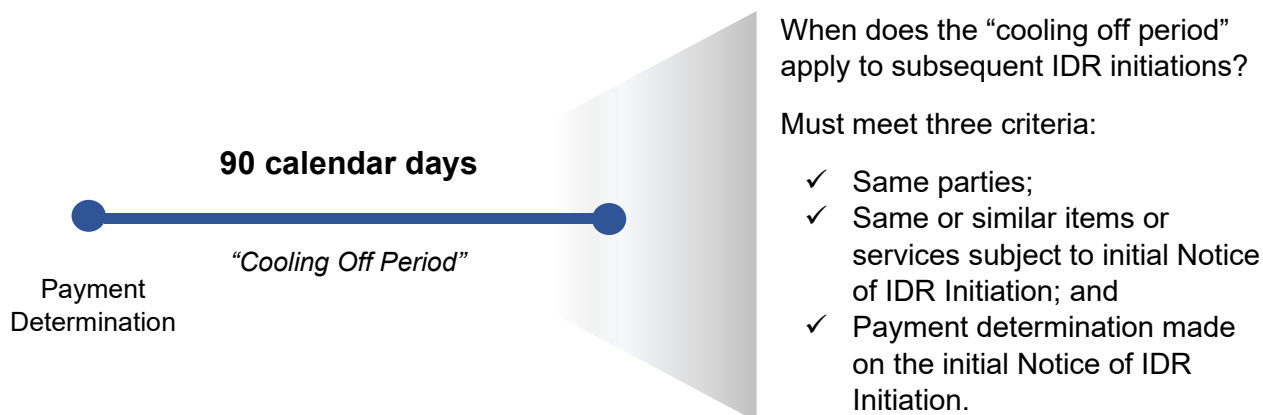 90 calendar days
“Cooling Off Period”
Payment
Determination
When does the “cooling off period”
apply to subsequent IDR initiations?
Must meet three criteria:
✓ Same parties;
✓ Same or similar items or
services subject to initial Notice
of IDR Initiation; and
✓ Payment determination made
on the initial Notice of IDR
Initiation.